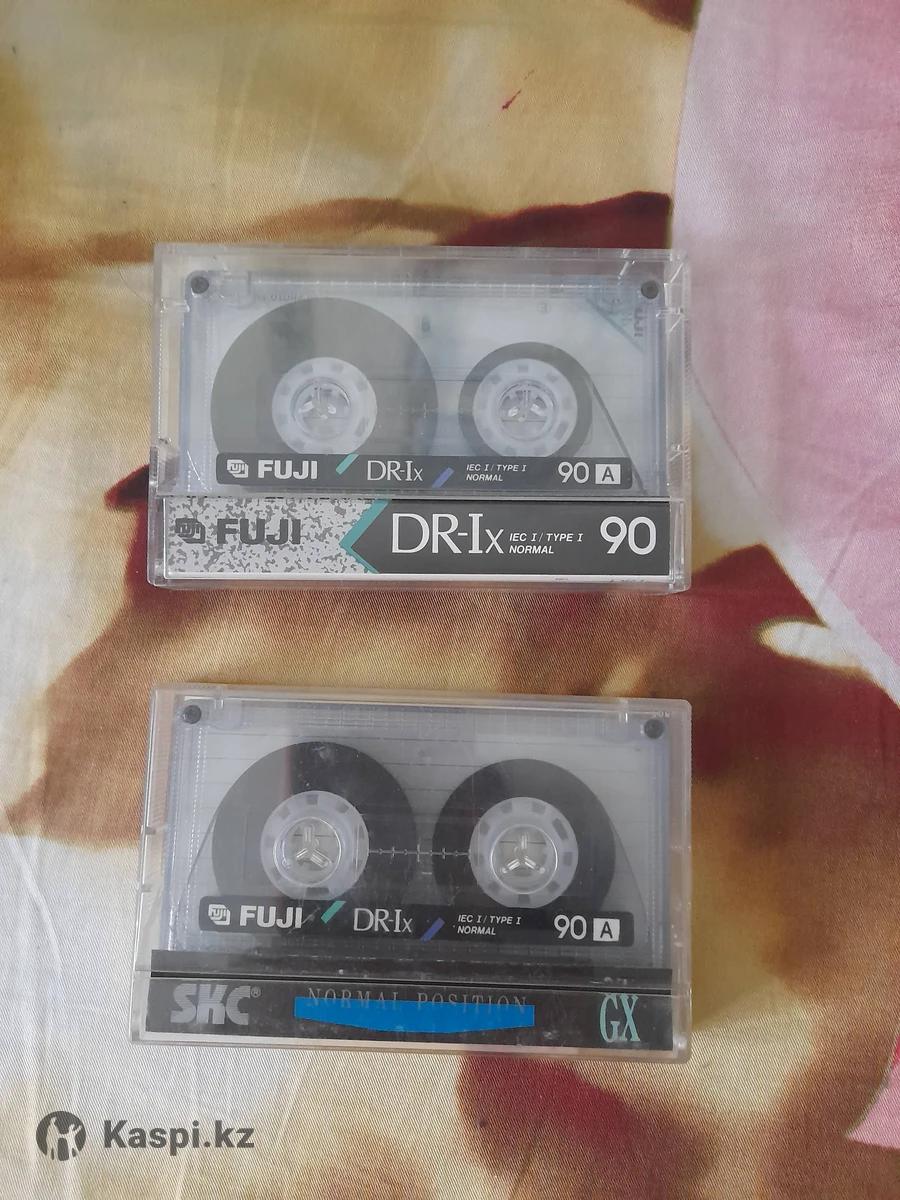 FUJI DR-Ix IEC I / TYPE I NORMAL 90 A
FUJI DR-Ix IEC I / TYPE I NORMAL 90
FUJI DR-Ix IEC I / TYPE I NORMAL 90 A
SKC® NORMAL POSITION GX
Kaspi.kz